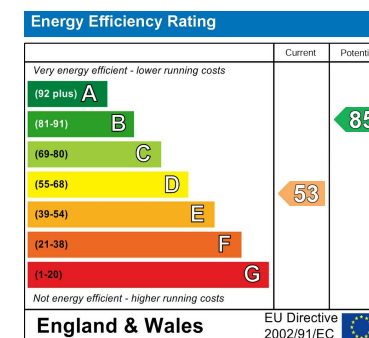 Energy Efficiency Rating
Current Potenti
Very energy efficient - lower running costs
(92 plus) A
(81-91) B
85
(69-80) C
(55-68) D
53
(39-54) E
(21-38) F
(1-20) G
Not energy efficient - higher running costs
England & Wales
EU Directive
2002/91/EC